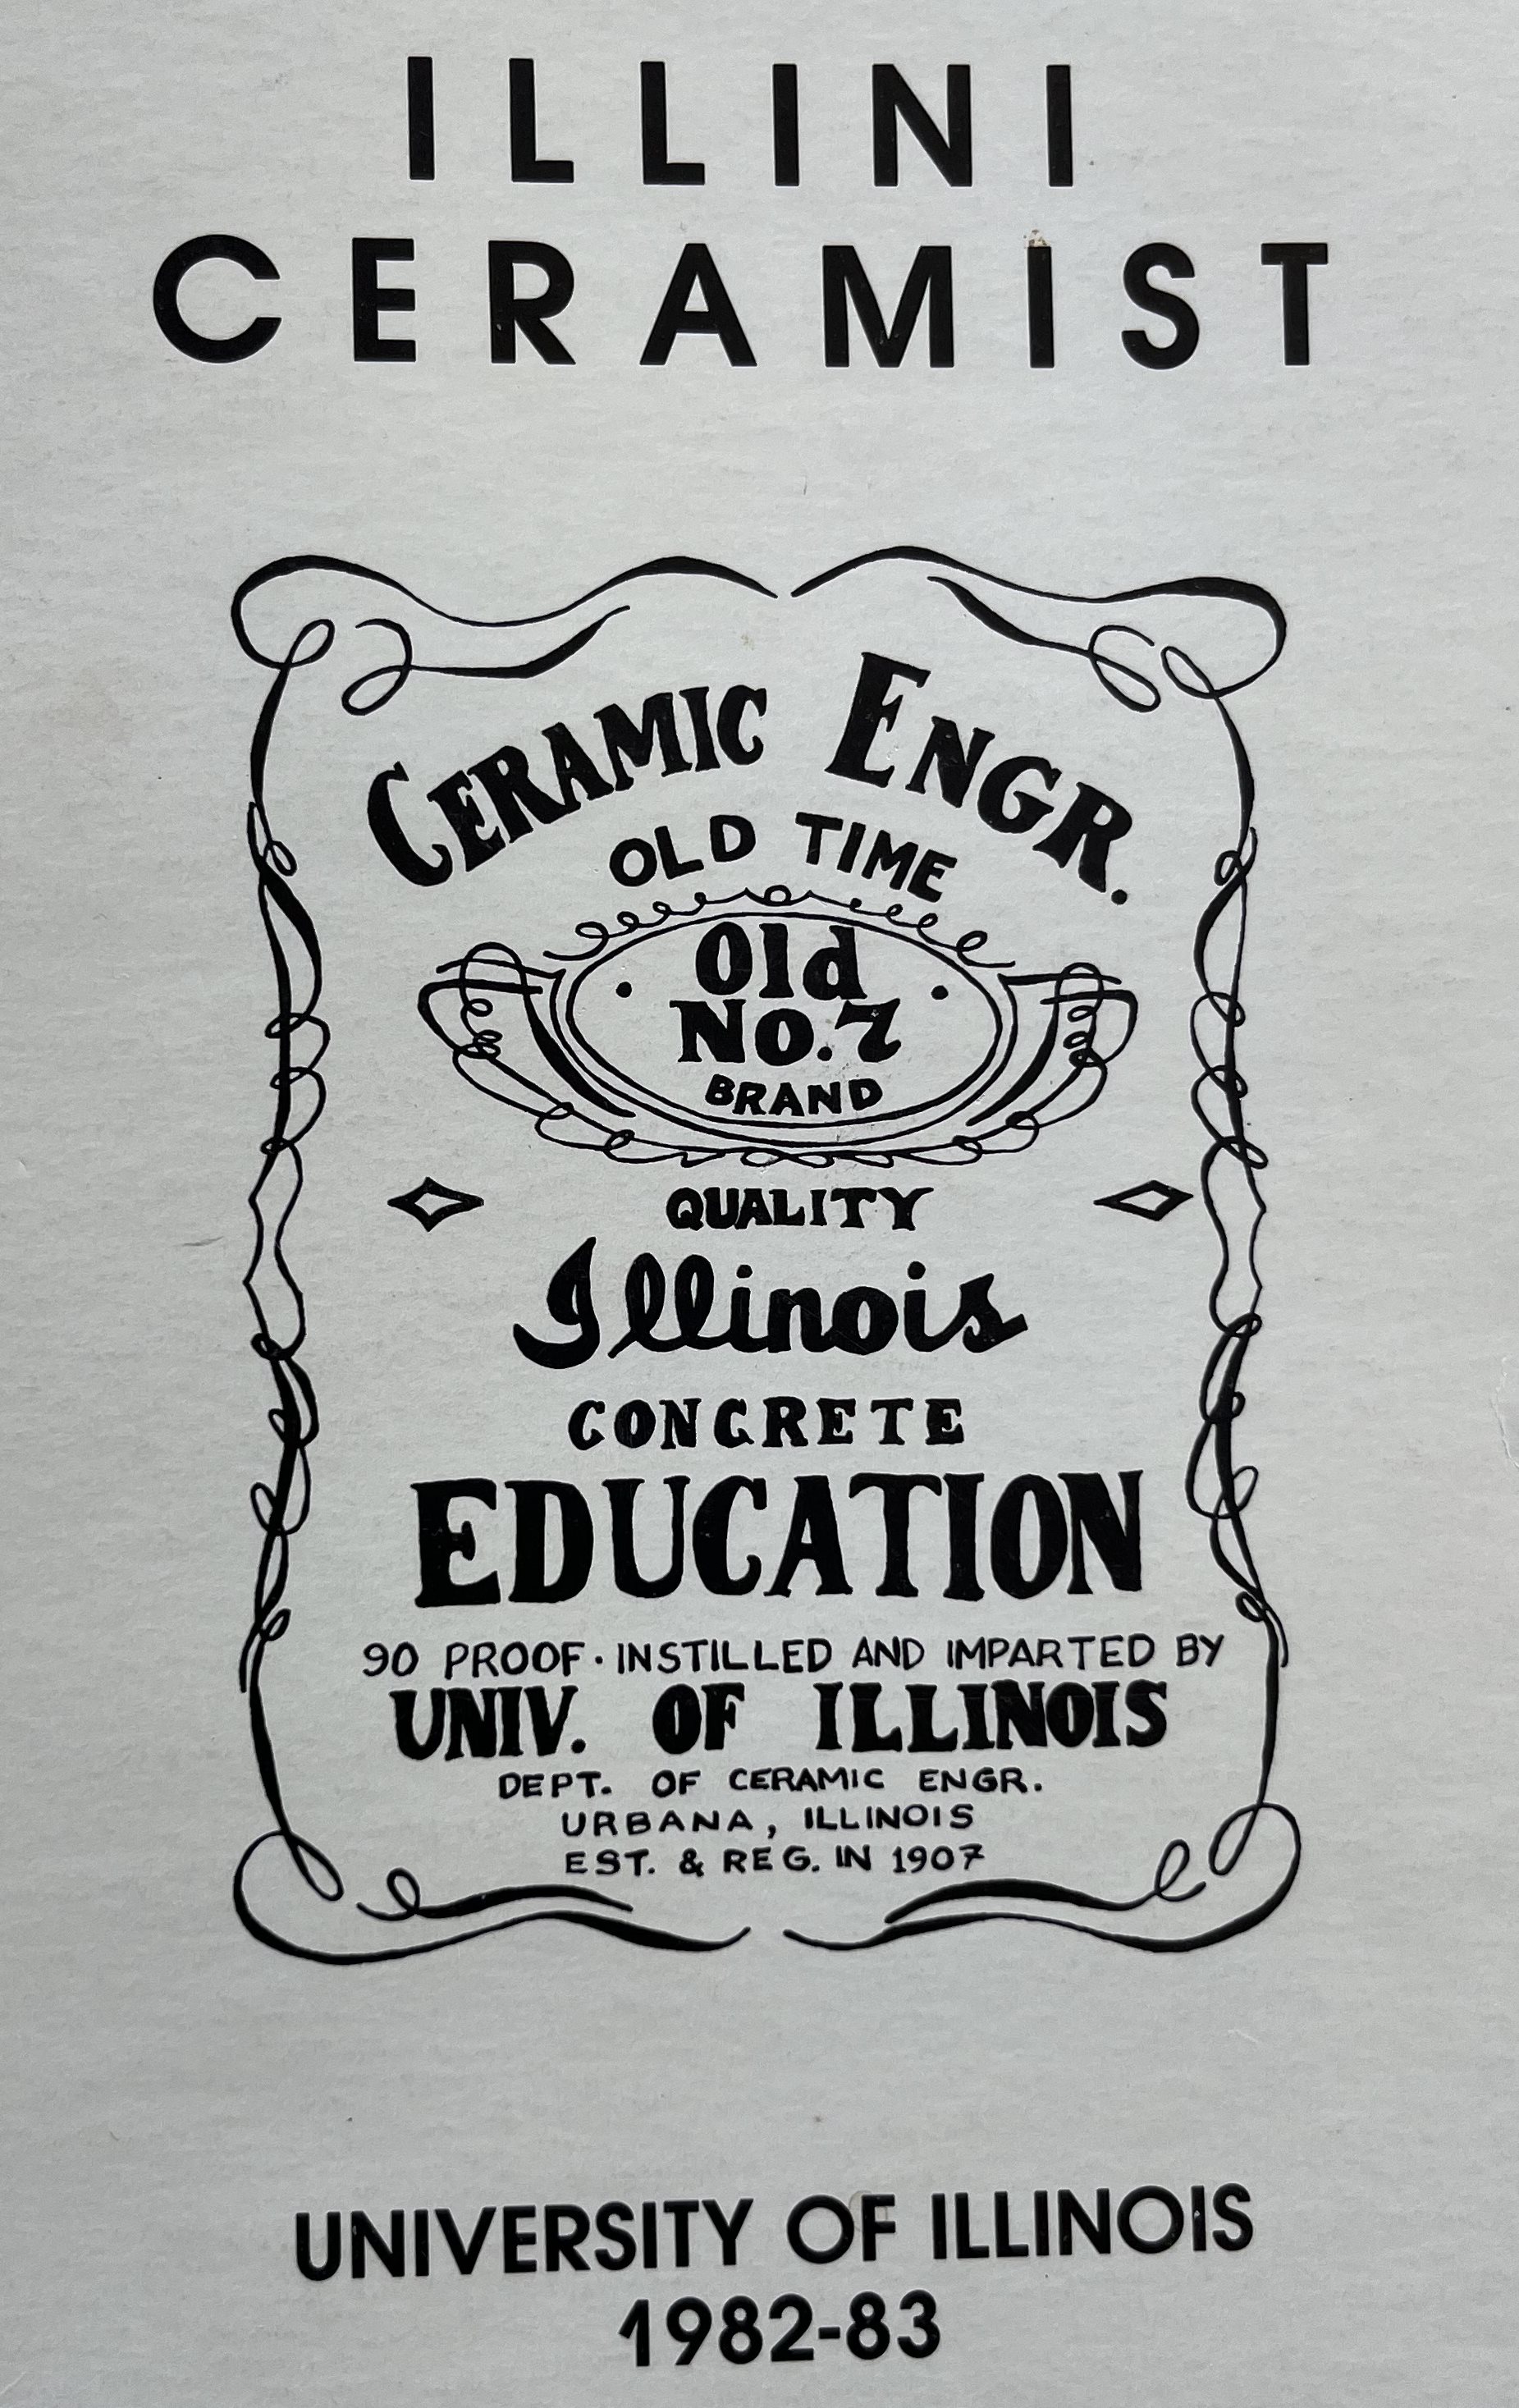 ILLINI
CERAMIST
CERAMIC ENGR.
OLD TIME
Old
No.7
BRAND
QUALITY
Illinois
CONCRETE
EDUCATION
90 PROOF · INSTILLED AND IMPARTED BY
UNIV. OF ILLINOIS
DEPT. OF CERAMIC ENGR.
URBANA, ILLINOIS
EST. & REG. IN 1907
UNIVERSITY OF ILLINOIS
1982-83